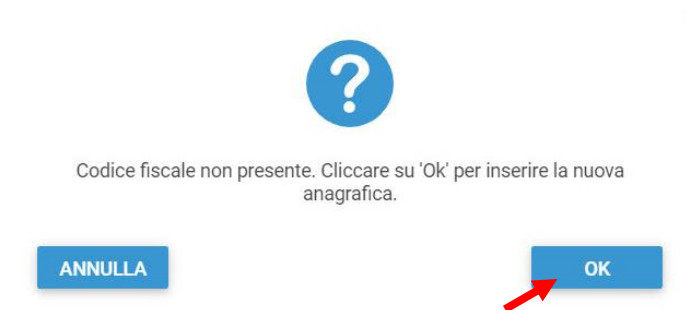 ?
Codice fiscale non presente. Cliccare su 'Ok' per inserire la nuova
anagrafica.
ANNULLA OK